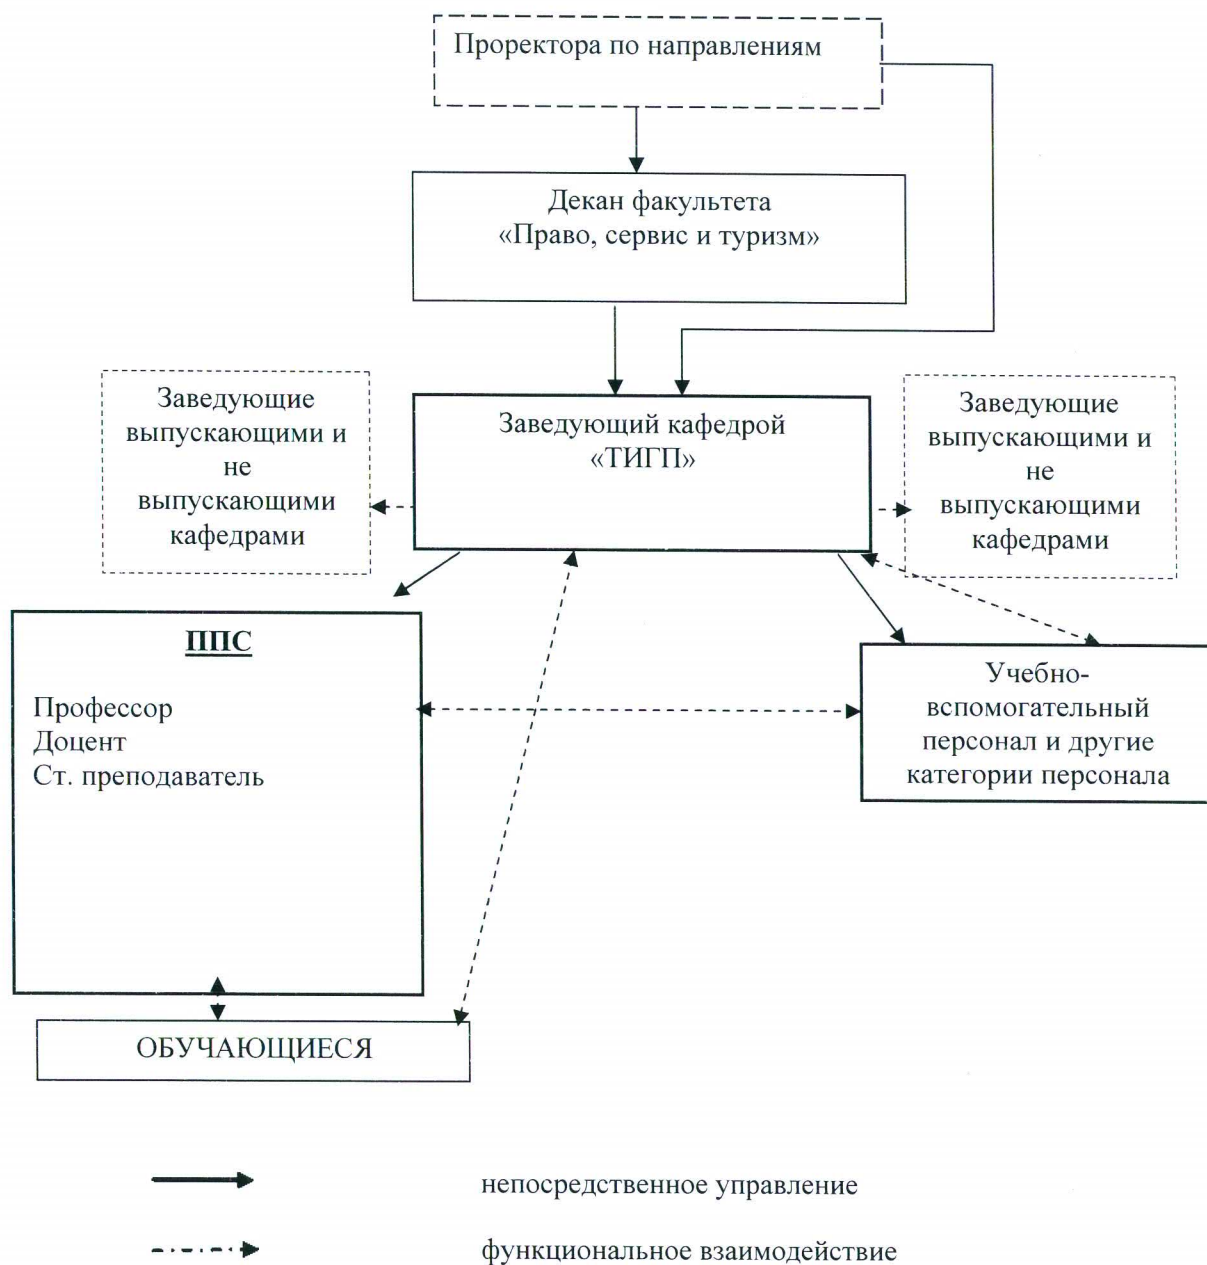 Проректора по направлениям
Декан факультета
«Право, сервис и туризм»
Заведующие
выпускающими и
не
выпускающими
кафедрами
Заведующий кафедрой
«ТИГП»
Заведующие
выпускающими и
не
выпускающими
кафедрами
ППС
Профессор
Доцент
Ст. преподаватель
Учебно-
вспомогательный
персонал и другие
категории персонала
ОБУЧАЮЩИЕСЯ
непосредственное управление
функциональное взаимодействие